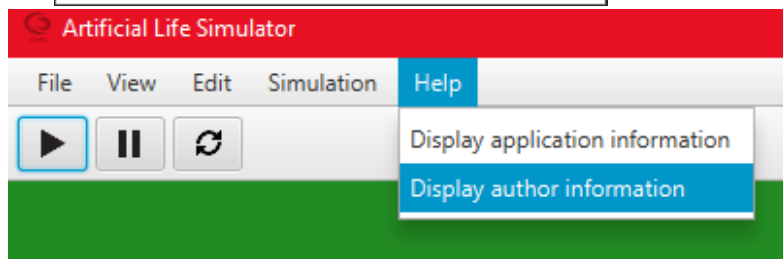 Artificial Life Simulator
File View Edit Simulation Help
Display application information
Display author information